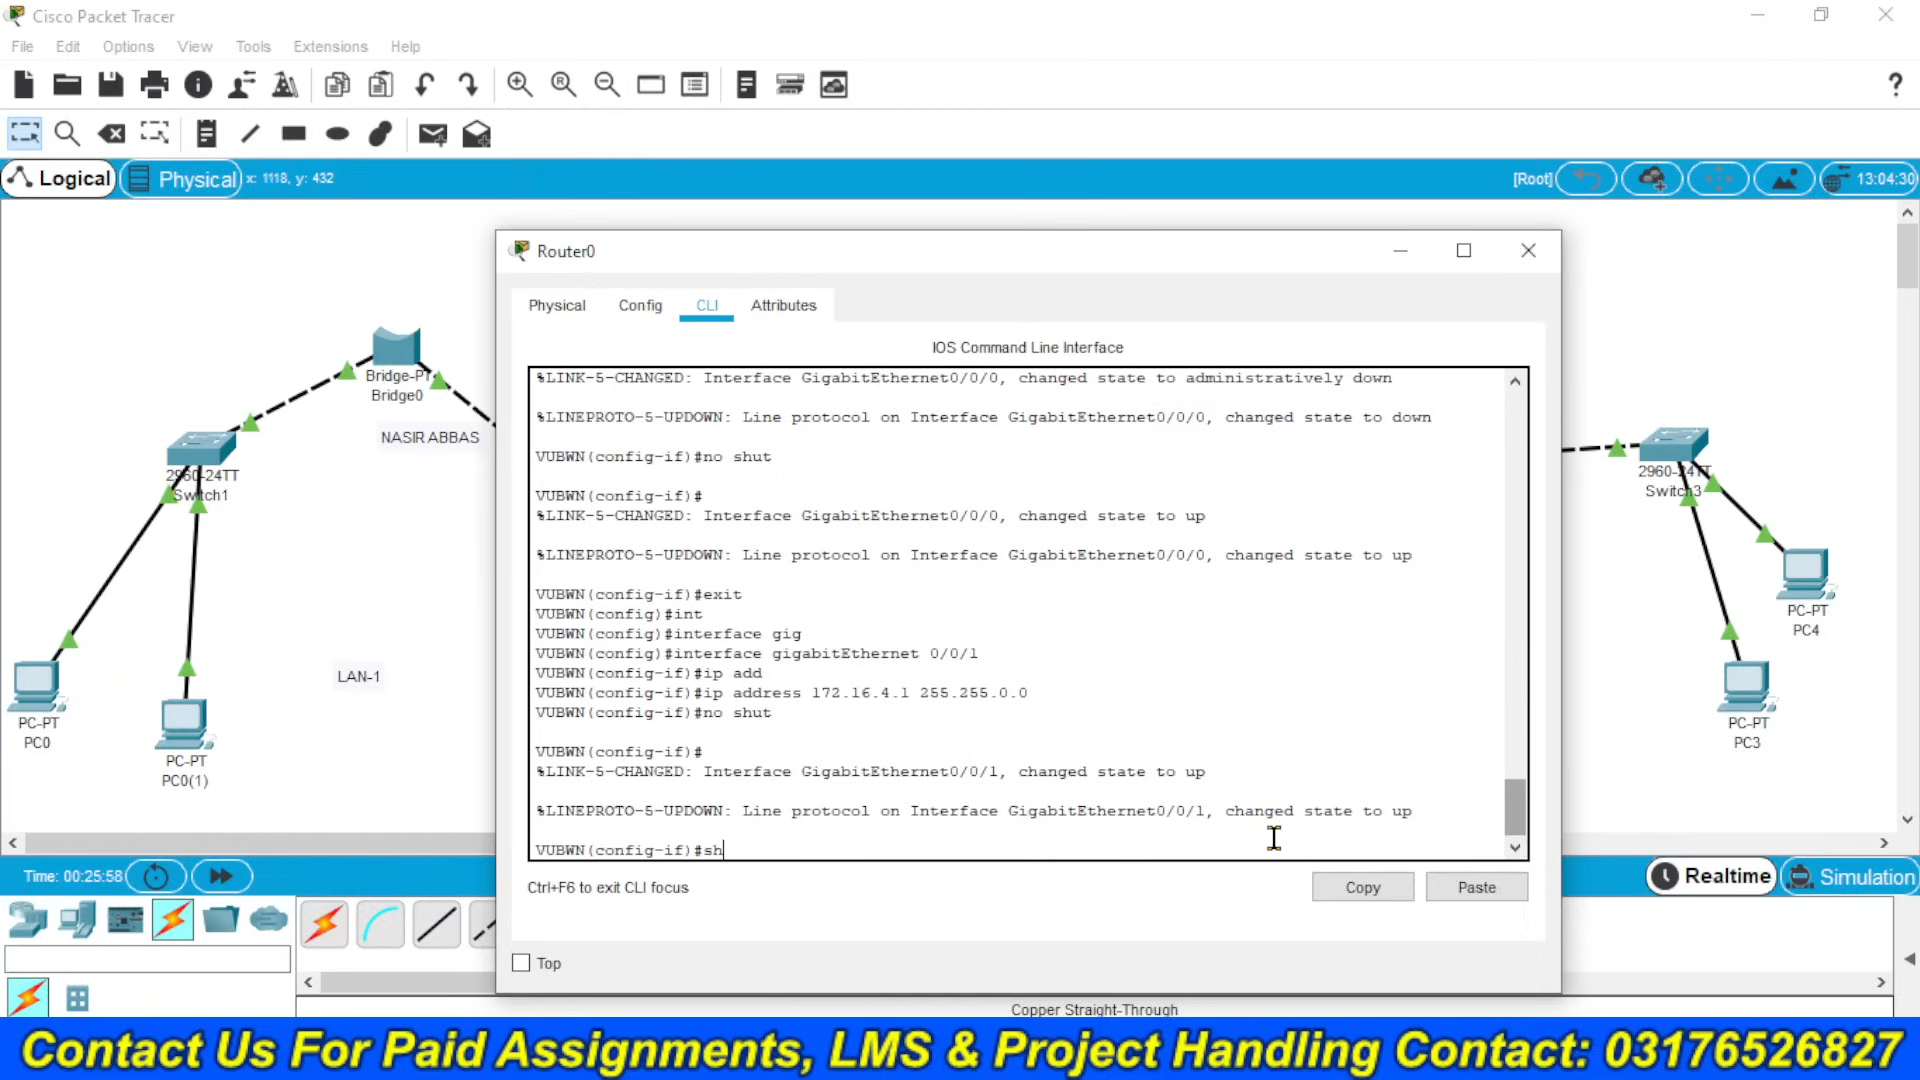 Cisco Packet Tracer
File Edit Options View Tools Extensions Help
Logical
Physical
x: 1118, y: 432
[Root]
13:04:30
Router0
Physical Config CLI Attributes
IOS Command Line Interface
%LINK-5-CHANGED: Interface GigabitEthernet0/0/0, changed state to administratively down
%LINEPROTO-5-UPDOWN: Line protocol on Interface GigabitEthernet0/0/0, changed state to down
VUBWN(config-if)#no shut
VUBWN(config-if)#
%LINK-5-CHANGED: Interface GigabitEthernet0/0/0, changed state to up
%LINEPROTO-5-UPDOWN: Line protocol on Interface GigabitEthernet0/0/0, changed state to up
VUBWN(config-if)#exit
VUBWN(config)#int
VUBWN(config)#interface gig
VUBWN(config)#interface gigabitEthernet 0/0/1
VUBWN(config-if)#ip add
VUBWN(config-if)#ip address 172.16.4.1 255.255.0.0
VUBWN(config-if)#no shut
VUBWN(config-if)#
%LINK-5-CHANGED: Interface GigabitEthernet0/0/1, changed state to up
%LINEPROTO-5-UPDOWN: Line protocol on Interface GigabitEthernet0/0/1, changed state to up
VUBWN(config-if)#sh
Ctrl+F6 to exit CLI focus
Copy
Paste
Top
Bridge-PT
Bridge0
NASIR ABBAS
2960-24TT
Switch1
LAN-1
PC-PT
PC0
PC-PT
PC0(1)
2960-24TT
Switch3
PC-PT
PC4
PC-PT
PC3
Time: 00:25:58
Realtime
Simulation
Copper Straight-Through
Contact Us For Paid Assignments, LMS & Project Handling Contact: 03176526827